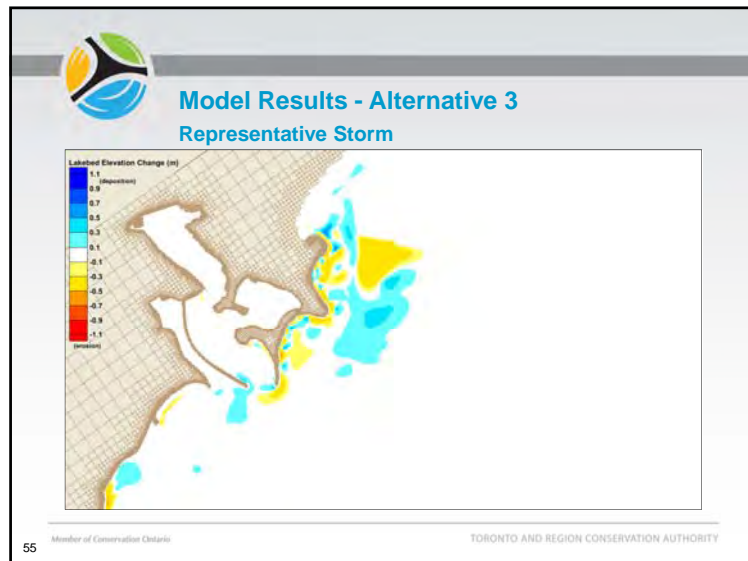 Model Results - Alternative 3
Representative Storm
Lakebed Elevation Change (m)
1.1
(deposition)
0.9
0.7
0.5
0.3
0.1
-0.1
-0.3
-0.5
-0.7
-0.9
-1.1
(erosion)
55
Member of Conservation Ontario
TORONTO AND REGION CONSERVATION AUTHORITY